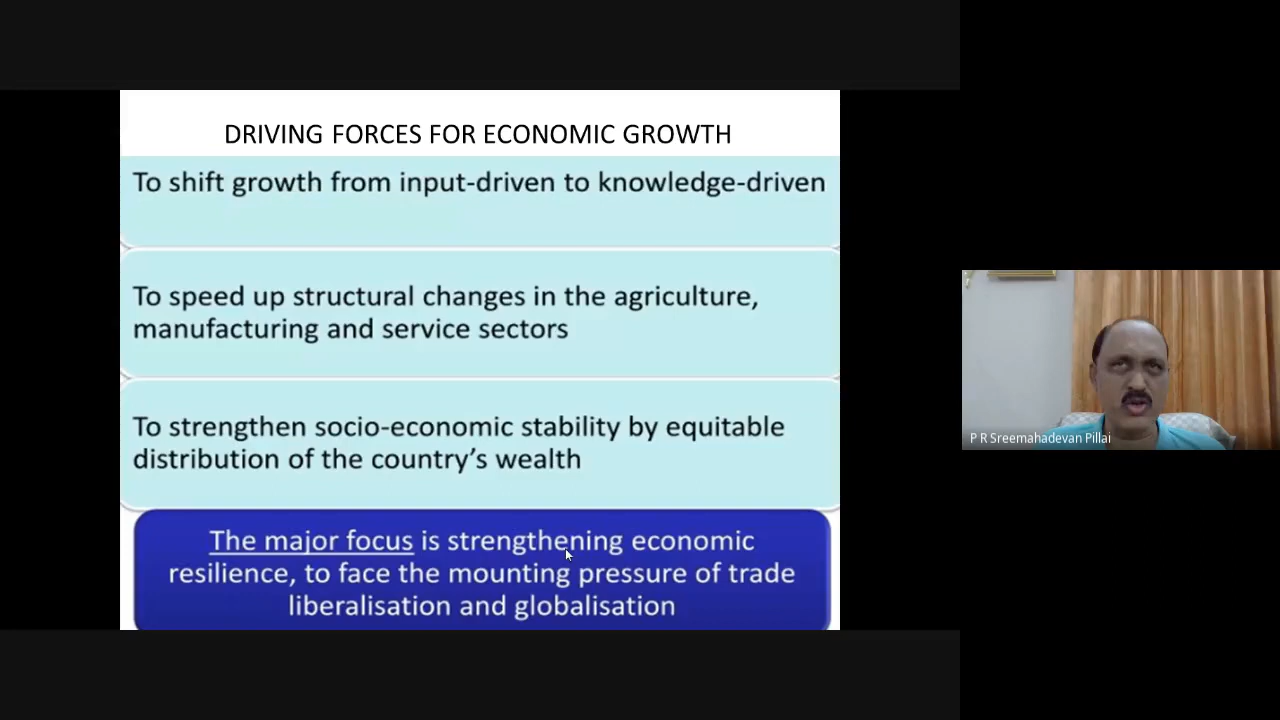 DRIVING FORCES FOR ECONOMIC GROWTH
To shift growth from input-driven to knowledge-driven
To speed up structural changes in the agriculture,
manufacturing and service sectors
To strengthen socio-economic stability by equitable
distribution of the country's wealth
The major focus is strengthening economic
resilience, to face the mounting pressure of trade
liberalisation and globalisation
P R Sreemahadevan Pillai